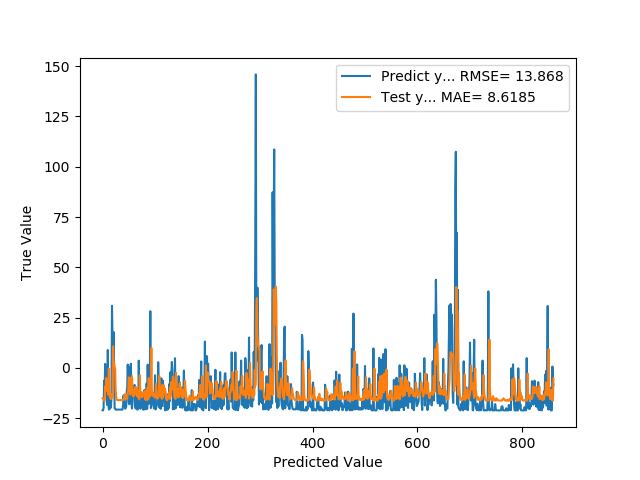 Predict y... RMSE= 13.868
Test y... MAE= 8.6185
150
125
100
75
50
25
0
−25
True Value
0 200 400 600 800
Predicted Value